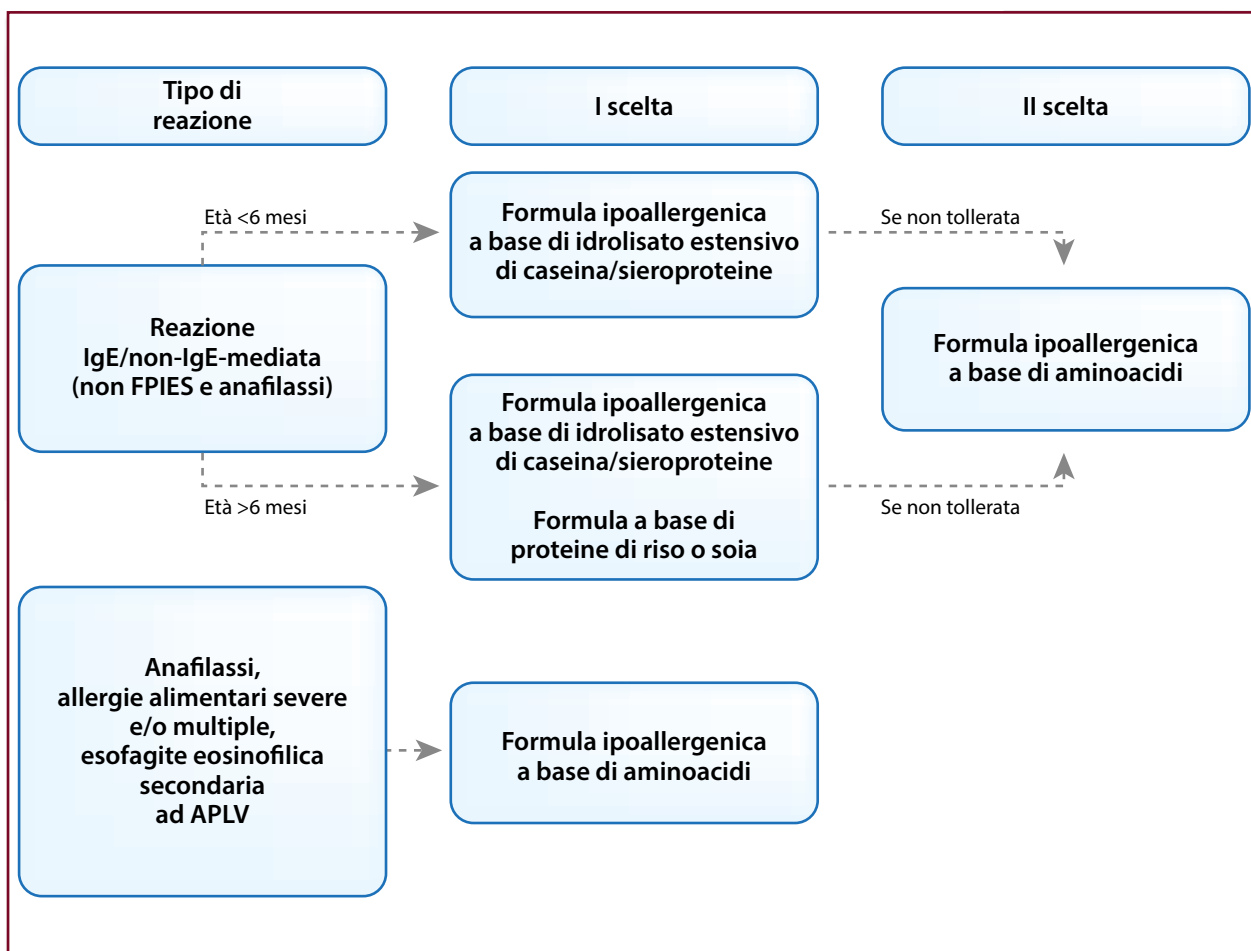 Tipo di
reazione
I scelta
II scelta
Età <6 mesi
Formula ipoallergenica
a base di idrolisato estensivo
di caseina/sieroproteine
Se non tollerata
Reazione
IgE/non-IgE-mediata
(non FPIES e anafilassi)
Formula ipoallergenica
a base di aminoacidi
Età >6 mesi
Formula ipoallergenica
a base di idrolisato estensivo
di caseina/sieroproteine
Formula a base di
proteine di riso o soia
Se non tollerata
Anafilassi,
allergie alimentari severe
e/o multiple,
esofagite eosinofilica
secondaria
ad APLV
Formula ipoallergenica
a base di aminoacidi